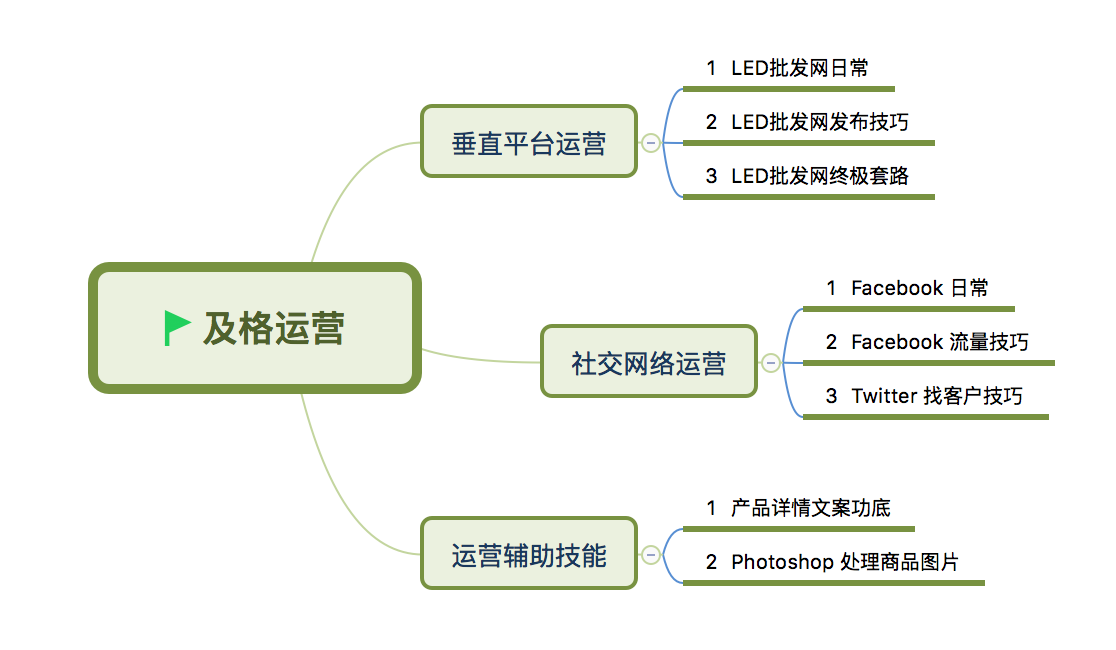 及格运营
垂直平台运营
1 LED批发网日常
2 LED批发网发布技巧
3 LED批发网终极套路
社交网络运营
1 Facebook 日常
2 Facebook 流量技巧
3 Twitter 找客户技巧
运营辅助技能
1 产品详情文案功底
2 Photoshop 处理商品图片